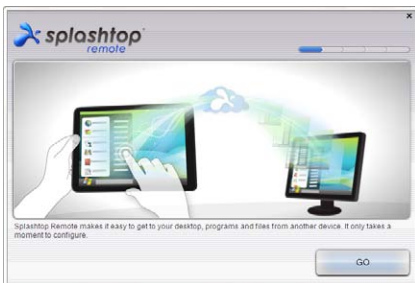 splashtop
remote
Splashtop Remote makes it easy to get to your desktop, programs and files from another device. It only takes a
moment to configure.
GO